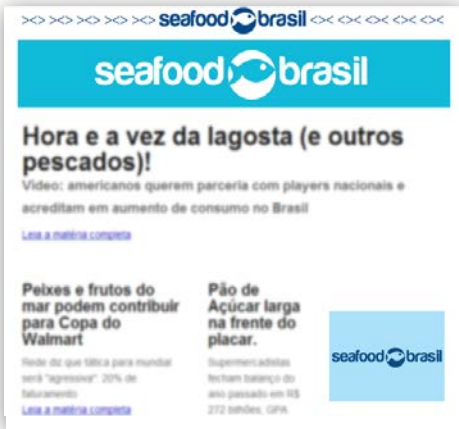 ><> ><> ><> ><> seafood brasil <>< <>< <>< <>< <><
seafood brasil
Hora e a vez da lagosta (e outros
pescados)!
Vídeo: americanos querem parceria com players nacionais e
acreditam em aumento de consumo no Brasil
Leia a matéria completa
Peixes e frutos do
mar podem contribuir
para Copa do
Walmart
Rede diz que tática para mundial
será "agressiva": 20% de
faturamento
Leia a matéria completa
Pão de
Açúcar larga
na frente do
placar.
Supermercadistas
fecham balanço do
ano passado em R$
272 bilhões; GPA
seafood brasil